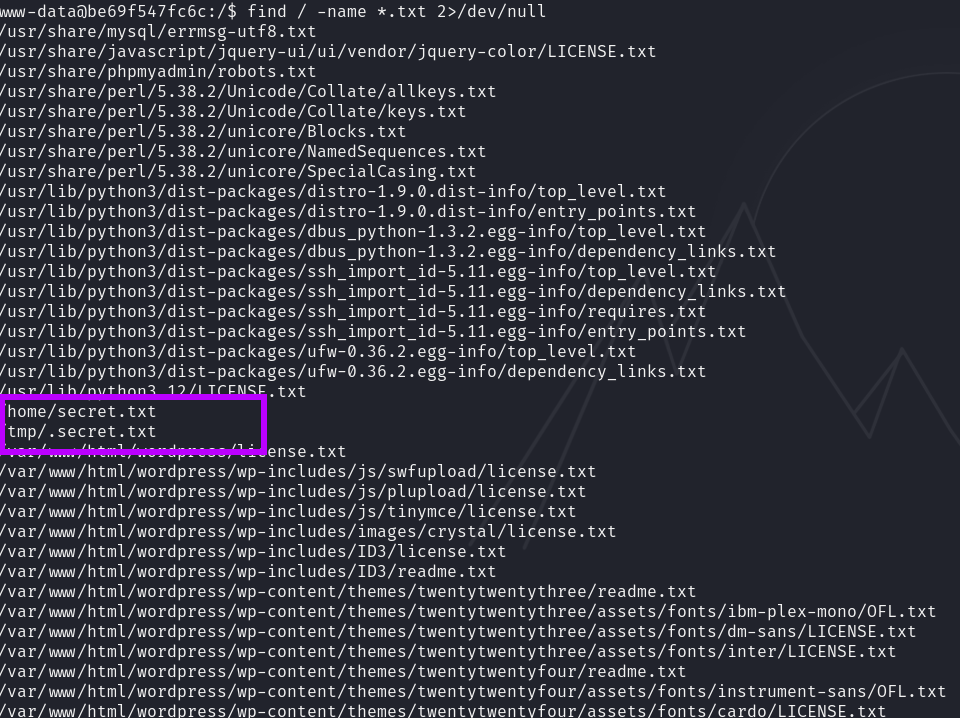 www-data@be69f547fc6c:/$ find / -name *.txt 2>/dev/null
/usr/share/mysql/errmsg-utf8.txt
/usr/share/javascript/jquery-ui/ui/vendor/jquery-color/LICENSE.txt
/usr/share/phpmyadmin/robots.txt
/usr/share/perl/5.38.2/Unicode/Collate/allkeys.txt
/usr/share/perl/5.38.2/Unicode/Collate/keys.txt
/usr/share/perl/5.38.2/unicore/Blocks.txt
/usr/share/perl/5.38.2/unicore/NamedSequences.txt
/usr/share/perl/5.38.2/unicore/SpecialCasing.txt
/usr/lib/python3/dist-packages/distro-1.9.0.dist-info/top_level.txt
/usr/lib/python3/dist-packages/distro-1.9.0.dist-info/entry_points.txt
/usr/lib/python3/dist-packages/dbus_python-1.3.2.egg-info/top_level.txt
/usr/lib/python3/dist-packages/dbus_python-1.3.2.egg-info/dependency_links.txt
/usr/lib/python3/dist-packages/ssh_import_id-5.11.egg-info/top_level.txt
/usr/lib/python3/dist-packages/ssh_import_id-5.11.egg-info/dependency_links.txt
/usr/lib/python3/dist-packages/ssh_import_id-5.11.egg-info/requires.txt
/usr/lib/python3/dist-packages/ssh_import_id-5.11.egg-info/entry_points.txt
/usr/lib/python3/dist-packages/ufw-0.36.2.egg-info/top_level.txt
/usr/lib/python3/dist-packages/ufw-0.36.2.egg-info/dependency_links.txt
/usr/lib/python3.12/LICENSE.txt
/home/secret.txt
/tmp/.secret.txt
/var/www/html/wordpress/license.txt
/var/www/html/wordpress/wp-includes/js/swfupload/license.txt
/var/www/html/wordpress/wp-includes/js/plupload/license.txt
/var/www/html/wordpress/wp-includes/js/tinymce/license.txt
/var/www/html/wordpress/wp-includes/images/crystal/license.txt
/var/www/html/wordpress/wp-includes/ID3/license.txt
/var/www/html/wordpress/wp-includes/ID3/readme.txt
/var/www/html/wordpress/wp-content/themes/twentytwentythree/readme.txt
/var/www/html/wordpress/wp-content/themes/twentytwentythree/assets/fonts/ibm-plex-mono/OFL.txt
/var/www/html/wordpress/wp-content/themes/twentytwentythree/assets/fonts/dm-sans/LICENSE.txt
/var/www/html/wordpress/wp-content/themes/twentytwentythree/assets/fonts/inter/LICENSE.txt
/var/www/html/wordpress/wp-content/themes/twentytwentyfour/readme.txt
/var/www/html/wordpress/wp-content/themes/twentytwentyfour/assets/fonts/instrument-sans/OFL.txt
/var/www/html/wordpress/wp-content/themes/twentytwentyfour/assets/fonts/cardo/LICENSE.txt